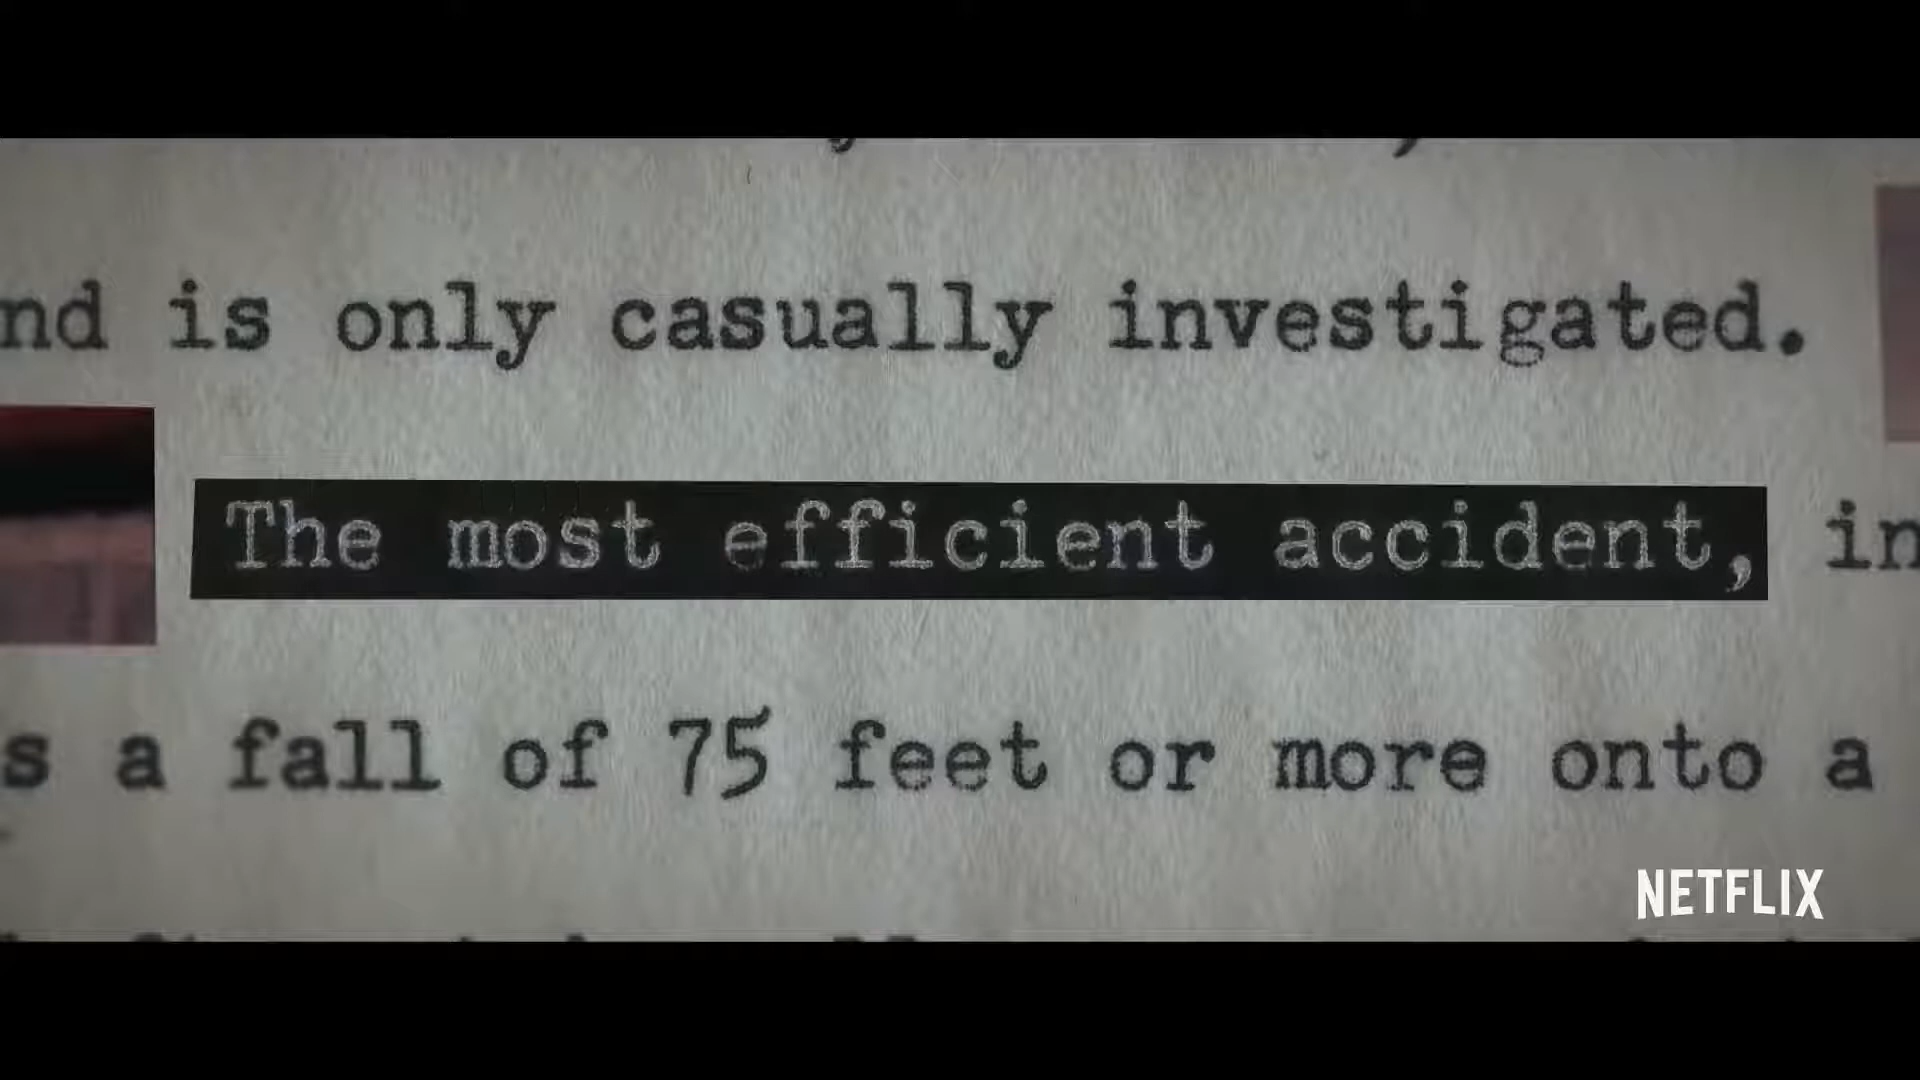 nd is only casually investigated.
The most efficient accident, in
s a fall of 75 feet or more onto a
NETFLIX